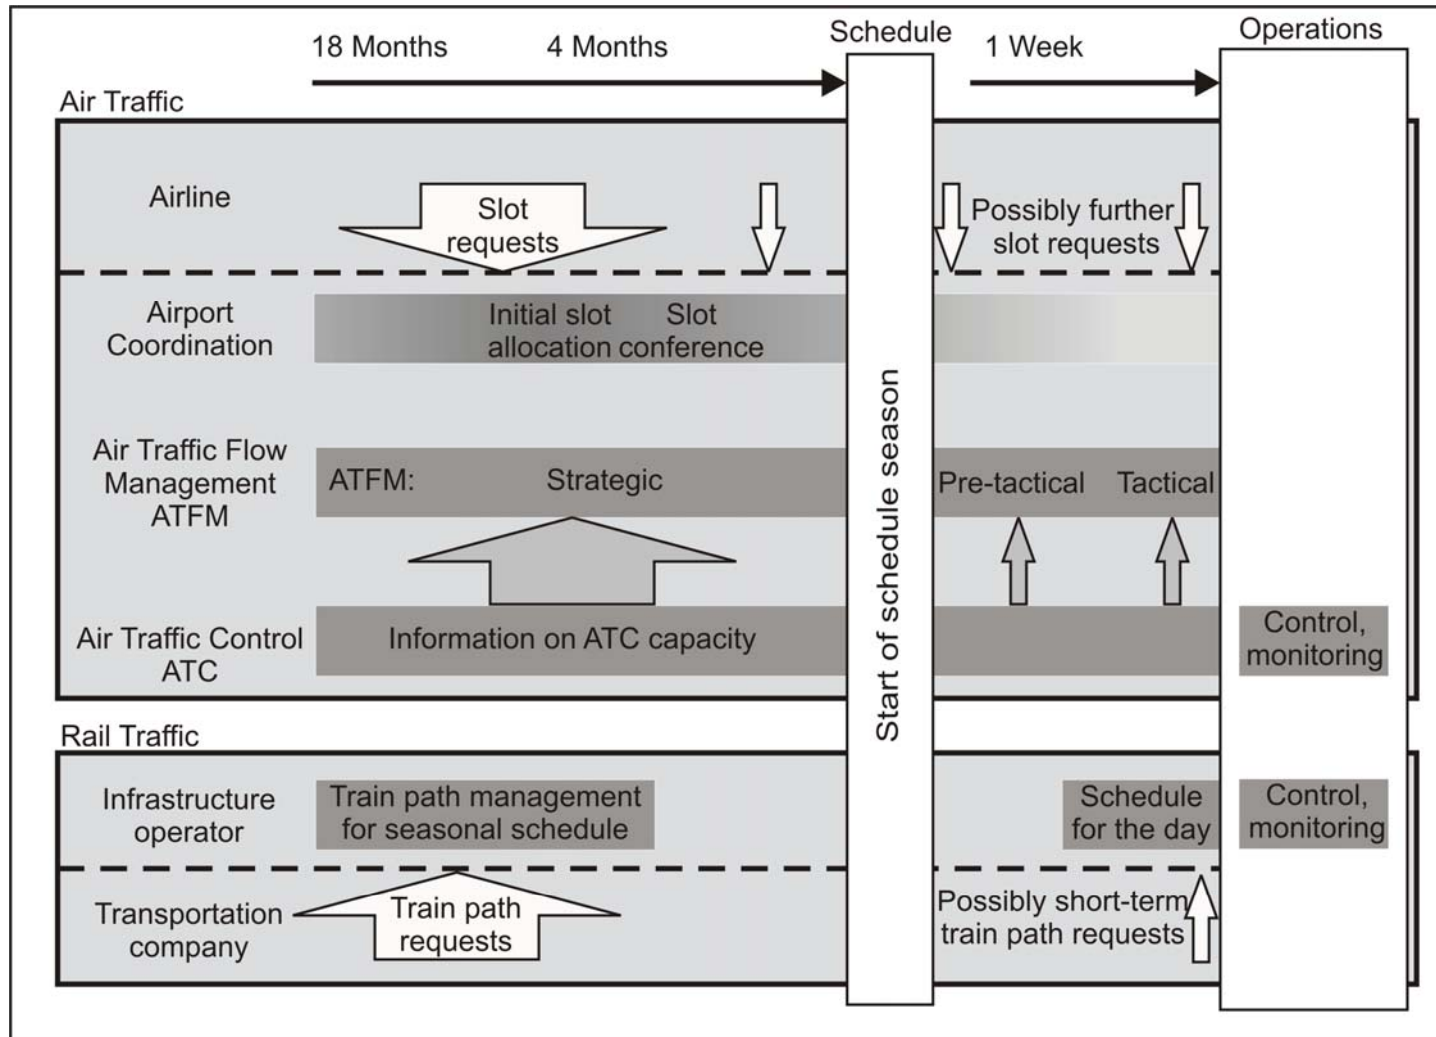 18 Months
4 Months
Schedule
1 Week
Operations
Air Traffic
Airline
Slot
requests
Possibly further
slot requests
Airport
Coordination
Initial slot
allocation
Slot
conference
Start of schedule season
Air Traffic Flow
Management
ATFM
ATFM:
Strategic
Pre-tactical
Tactical
Air Traffic Control
ATC
Information on ATC capacity
Control,
monitoring
Rail Traffic
Infrastructure
operator
Train path management
for seasonal schedule
Schedule
for the day
Control,
monitoring
Transportation
company
Train path
requests
Possibly short-term
train path requests